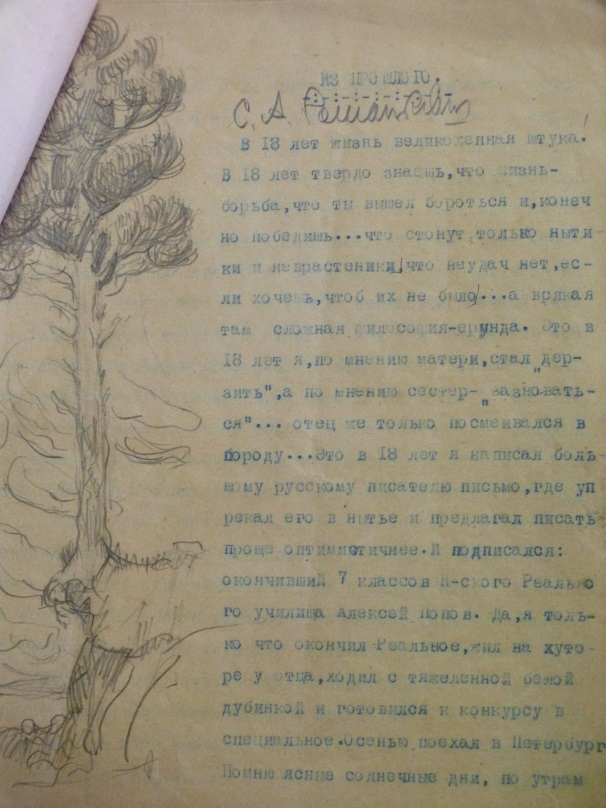 ИЗ ПРОШЛОГО.
С. А.
В 18 лет жизнь великолепная штука.
В 18 лет твердо знаешь,что жизнь-
борьба,что ты вышел бороться и,конеч
но победишь...что стонут только ныти-
ки и неврастеники,что неудач нет,ес-
ли хочешь,чтоб их не было...а всякая
там сложная философия-ерунда. Это в
18 лет я,по мнению матери,стал "дер-
зить",а по мнению сестер-"вазновать-
ся"... отец же только посмеивался в
бороду...Это в 18 лет я написал боль-
шому русскому писателю письмо,где уп
рекал его в нытье и предлагал писать
проще оптимистичнее.И подписался:
окончивший 7 классов Н-ского Реально
го училища Алексей Попов. Да,я толь-
ко что окончил Реальное,жил на хуто-
ре у отца,ходил с тяжеленной белой
дубинкой и готовился к конкурсу в
специальное.Осенью поехал в Петербург
Помню ясные солнечные дни, по утрам